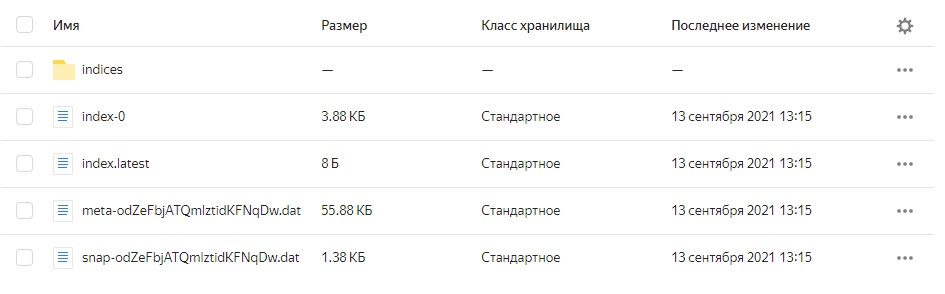 Имя Размер Класс хранилища Последнее изменение
indices — — —
index-0 3.88 КБ Стандартное 13 сентября 2021 13:15
index.latest 8 Б Стандартное 13 сентября 2021 13:15
meta-odZeFbjATQmlztidKFNqDw.dat 55.88 КБ Стандартное 13 сентября 2021 13:15
snap-odZeFbjATQmlztidKFNqDw.dat 1.38 КБ Стандартное 13 сентября 2021 13:15